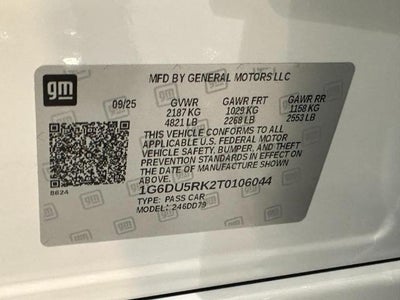 gm
MFD BY GENERAL MOTORS LLC
09/25 GVWR GAWR FRT GAWR RR
2187 KG 1029 KG 1158 KG
4821 LB 2268 LB 2553 LB
THIS VEHICLE CONFORMS TO ALL
APPLICABLE U.S. FEDERAL MOTOR
VEHICLE SAFETY, BUMPER, AND THEFT
PREVENTION STANDARDS IN EFFECT ON
THE DATE OF MANUFACTURE SHOWN
ABOVE.
1G6DU5RK2T0106044
B624
TYPE: PASS CAR
MODEL: 246DD79